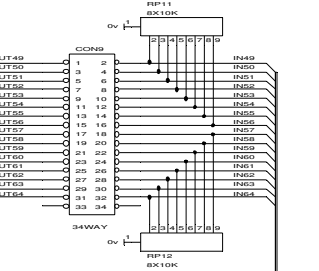 RP11
8X10K
0v 1
2 3 4 5 6 7 8 9
CON9
UT49 1 2 IN49
UT50 3 4 IN50
UT51 5 6 IN51
UT52 7 8 IN52
UT53 9 10 IN53
UT54 11 12 IN54
UT55 13 14 IN55
UT56 15 16 IN56
UT57 17 18 IN57
UT58 19 20 IN58
UT59 21 22 IN59
UT60 23 24 IN60
UT61 25 26 IN61
UT62 27 28 IN62
UT63 29 30 IN63
UT64 31 32 IN64
33 34
34WAY
2 3 4 5 6 7 8 9
0v 1
RP12
8X10K